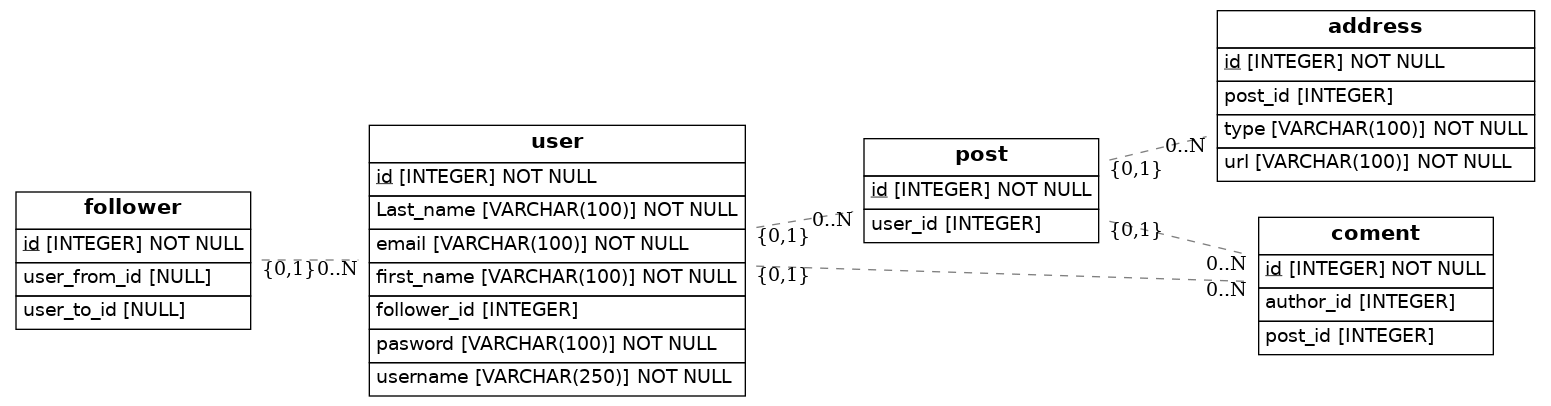 follower
id [INTEGER] NOT NULL
user_from_id [NULL]
user_to_id [NULL]
{0,1}
0..N
user
id [INTEGER] NOT NULL
Last_name [VARCHAR(100)] NOT NULL
email [VARCHAR(100)] NOT NULL
first_name [VARCHAR(100)] NOT NULL
follower_id [INTEGER]
pasword [VARCHAR(100)] NOT NULL
username [VARCHAR(250)] NOT NULL
{0,1}
0..N
{0,1}
0..N
post
id [INTEGER] NOT NULL
user_id [INTEGER]
{0,1}
0..N
{0,1}
0..N
address
id [INTEGER] NOT NULL
post_id [INTEGER]
type [VARCHAR(100)] NOT NULL
url [VARCHAR(100)] NOT NULL
coment
id [INTEGER] NOT NULL
author_id [INTEGER]
post_id [INTEGER]